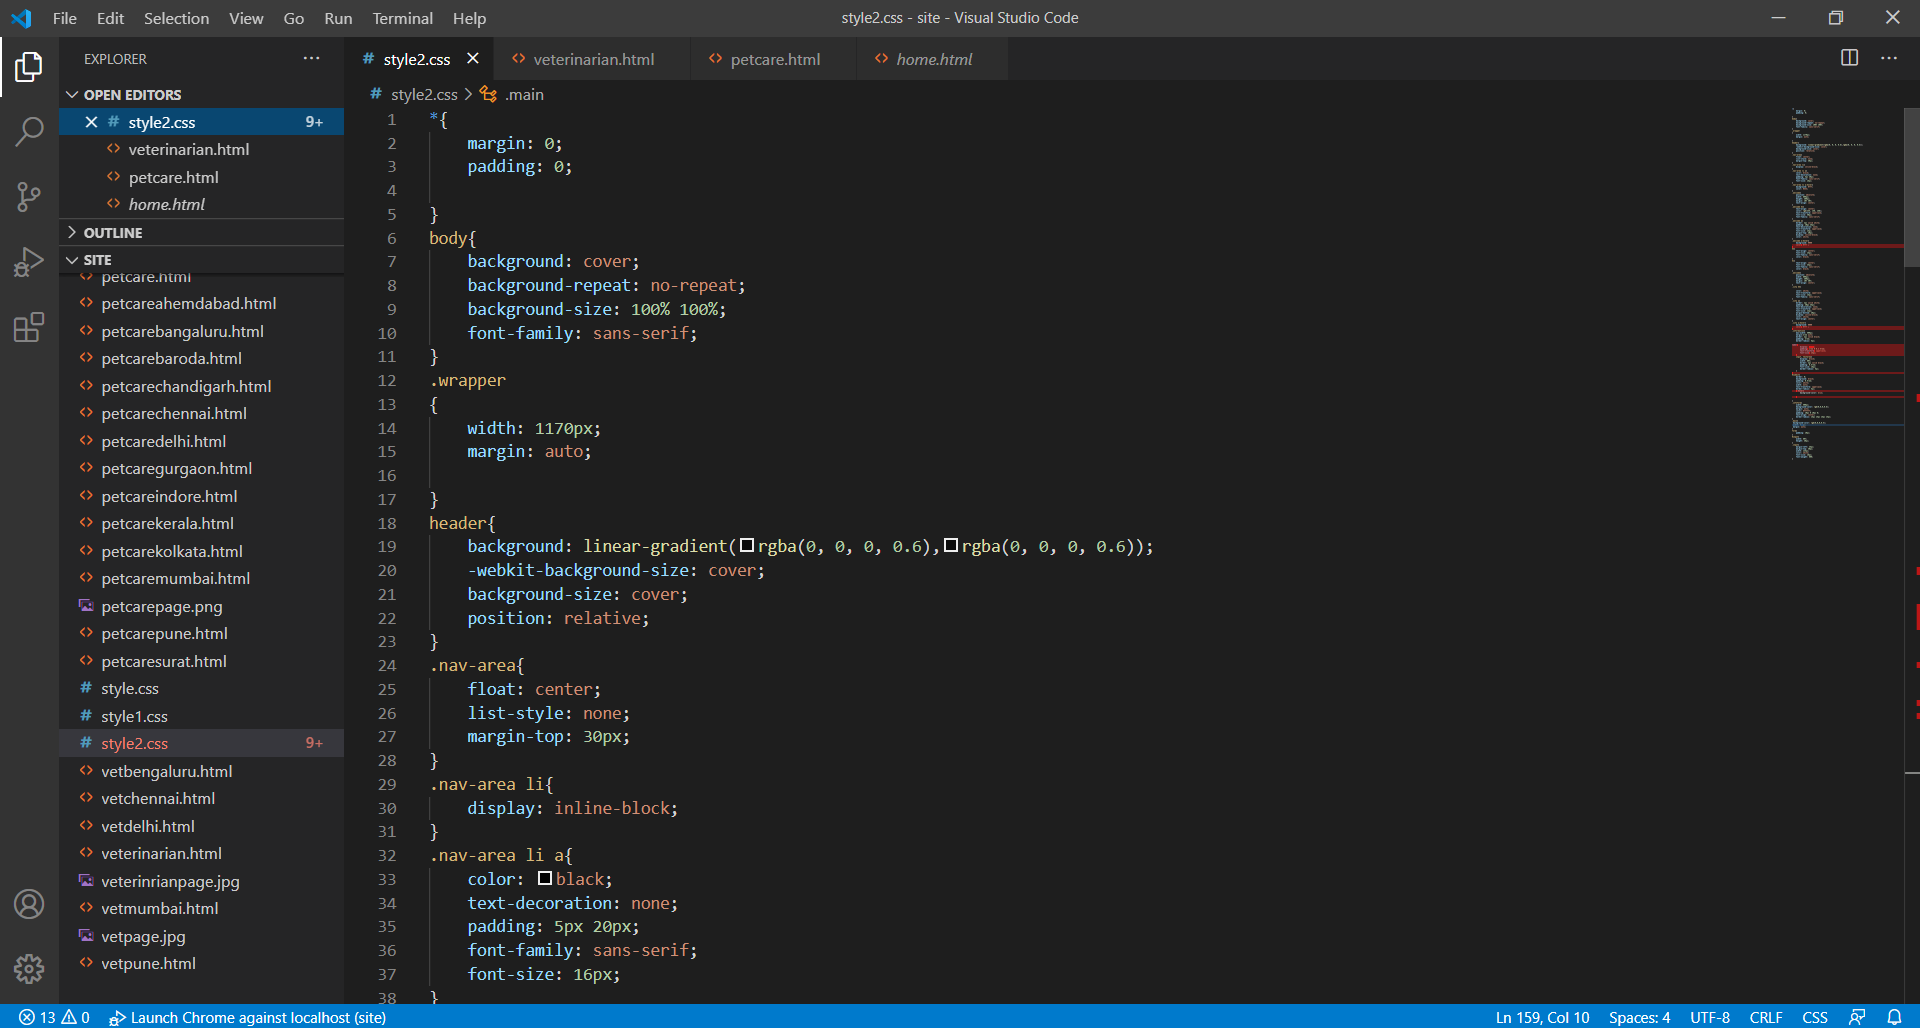 File Edit Selection View Go Run Terminal Help
style2.css - site - Visual Studio Code
EXPLORER
OPEN EDITORS
style2.css 9+
veterinarian.html
petcare.html
home.html
OUTLINE
SITE
petcare.html
petcareahemdabad.html
petcarebangaluru.html
petcarebaroda.html
petcarechandigarh.html
petcarechennai.html
petcaredelhi.html
petcaregurgaon.html
petcareindore.html
petcarekerala.html
petcarekolkata.html
petcaremumbai.html
petcarepage.png
petcarepune.html
petcaresurat.html
style.css
style1.css
style2.css 9+
vetbengaluru.html
vetchennai.html
vetdelhi.html
veterinarian.html
veterinrianpage.jpg
vetmumbai.html
vetpage.jpg
vetpune.html
style2.css veterinarian.html petcare.html home.html
style2.css > .main
1 *{
2 margin: 0;
3 padding: 0;
4
5 }
6 body{
7 background: cover;
8 background-repeat: no-repeat;
9 background-size: 100% 100%;
10 font-family: sans-serif;
11 }
12 .wrapper
13 {
14 width: 1170px;
15 margin: auto;
16
17 }
18 header{
19 background: linear-gradient(rgba(0, 0, 0, 0.6),rgba(0, 0, 0, 0.6));
20 -webkit-background-size: cover;
21 background-size: cover;
22 position: relative;
23 }
24 .nav-area{
25 float: center;
26 list-style: none;
27 margin-top: 30px;
28 }
29 .nav-area li{
30 display: inline-block;
31 }
32 .nav-area li a{
33 color: black;
34 text-decoration: none;
35 padding: 5px 20px;
36 font-family: sans-serif;
37 font-size: 16px;
38 }
13 0 Launch Chrome against localhost (site)
Ln 159, Col 10 Spaces: 4 UTF-8 CRLF CSS